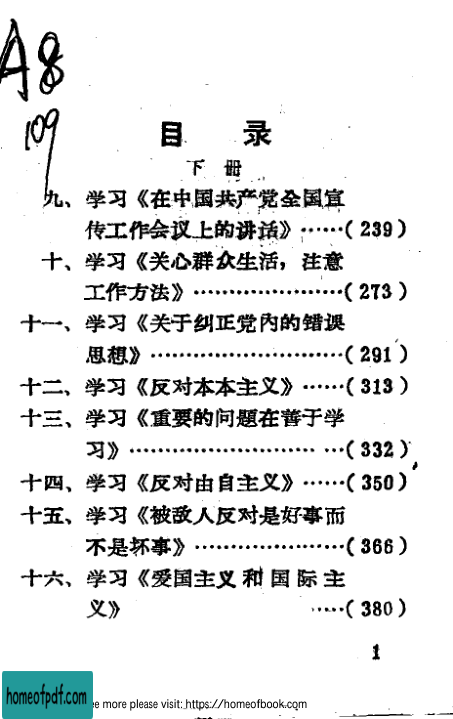 A8
109
目 录
下 册
九、学习《在中国共产党全国宣
传工作会议上的讲话》……(239)
十、学习《关心群众生活，注意
工作方法》…………………(273)
十一、学习《关于纠正党内的错误
思想》………………………(291)
十二、学习《反对本本主义》……(313)
十三、学习《重要的问题在善于学
习》……………………… …(332)
十四、学习《反对自由主义》……(350)
十五、学习《被敌人反对是好事而
不是坏事》…………………(366)
十六、学习《爱国主义和国际主
义》 ……(380)
1
homeofpdf.com
ee more please visit: https://homeofbook.com